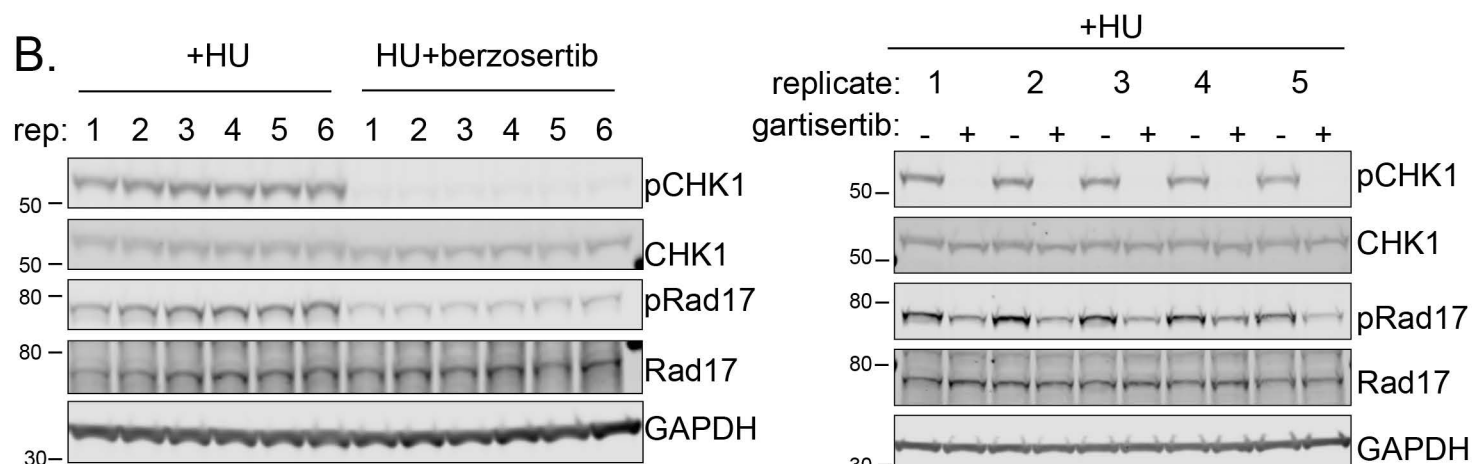 B.
+HU HU+berzosertib
rep: 1 2 3 4 5 6 1 2 3 4 5 6
pCHK1
50
CHK1
50
80
pRad17
80
Rad17
GAPDH
30
+HU
replicate: 1 2 3 4 5
gartisertib: - + - + - + - + - +
pCHK1
50
CHK1
50
80
pRad17
80
Rad17
GAPDH
30